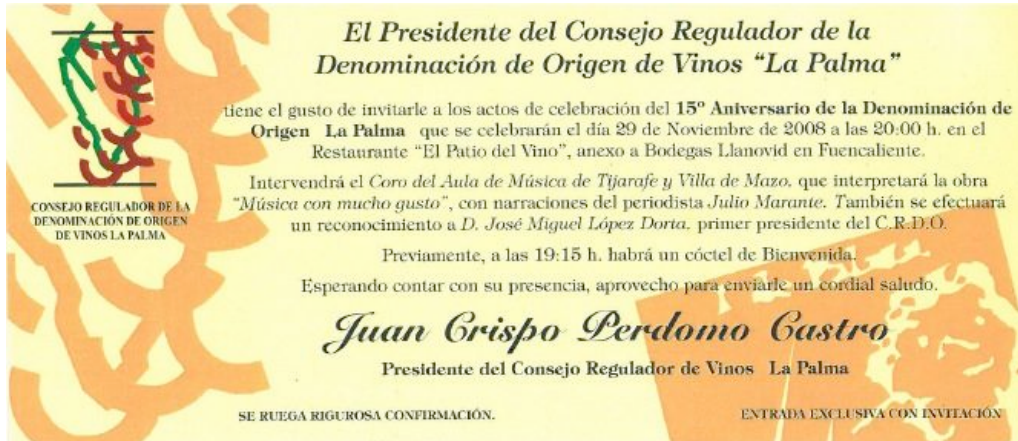 El Presidente del Consejo Regulador de la
Denominación de Origen de Vinos “La Palma”
tiene el gusto de invitarle a los actos de celebración del 15º Aniversario de la Denominación de
Origen La Palma que se celebrarán el día 29 de Noviembre de 2008 a las 20:00 h. en el
Restaurante “El Patio del Vino”, anexo a Bodegas Llanovid en Fuencaliente.
Intervendrá el Coro del Aula de Música de Tijarafe y Villa de Mazo, que interpretará la obra
“Música con mucho gusto”, con narraciones del periodista Julio Marante. También se efectuará
un reconocimiento a D. José Miguel López Dorta, primer presidente del C.R.D.O.
Previamente, a las 19:15 h. habrá un cóctel de Bienvenida.
Esperando contar con su presencia, aprovecho para enviarle un cordial saludo.
Juan Crispo Perdomo Castro
Presidente del Consejo Regulador de Vinos La Palma
SE RUEGA RIGUROSA CONFIRMACIÓN.
ENTRADA EXCLUSIVA CON INVITACIÓN
CONSEJO REGULADOR DE LA
DENOMINACIÓN DE ORIGEN
DE VINOS LA PALMA